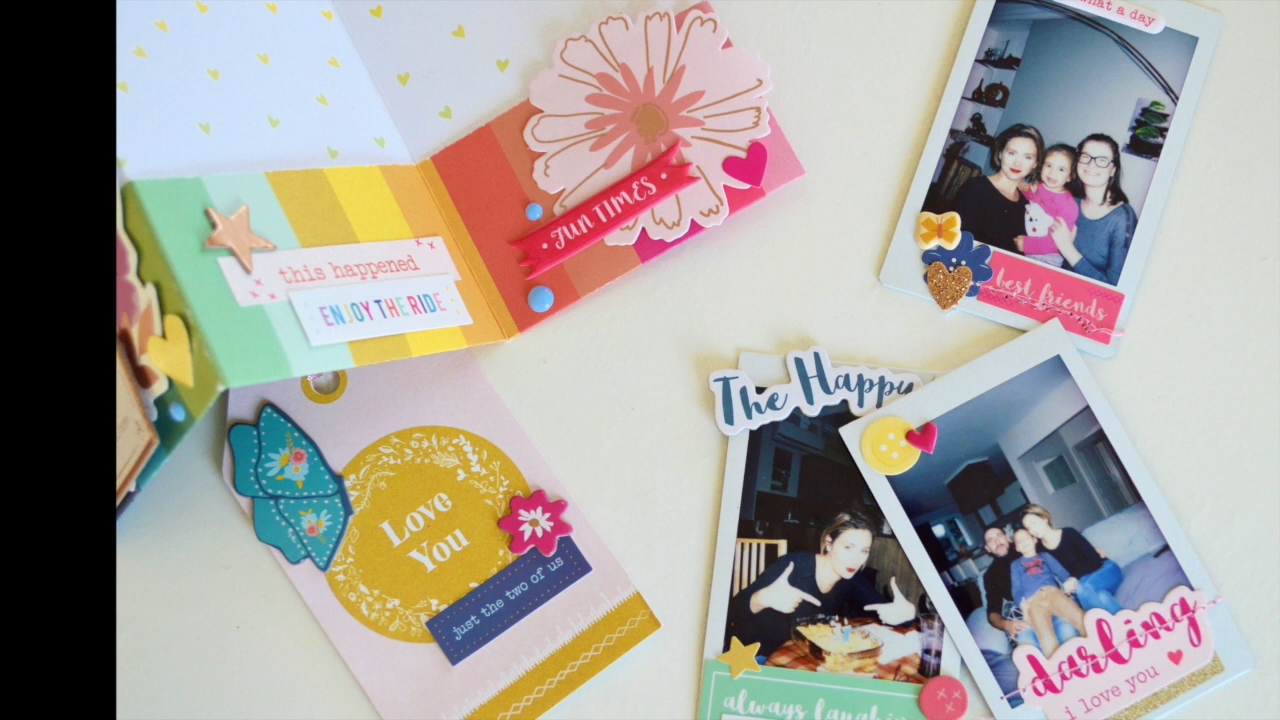 what a day
FUN TIMES
this happened
ENJOY THE RIDE
best friends
The Happy
Love
You
just the two of us
darling
i love you
always